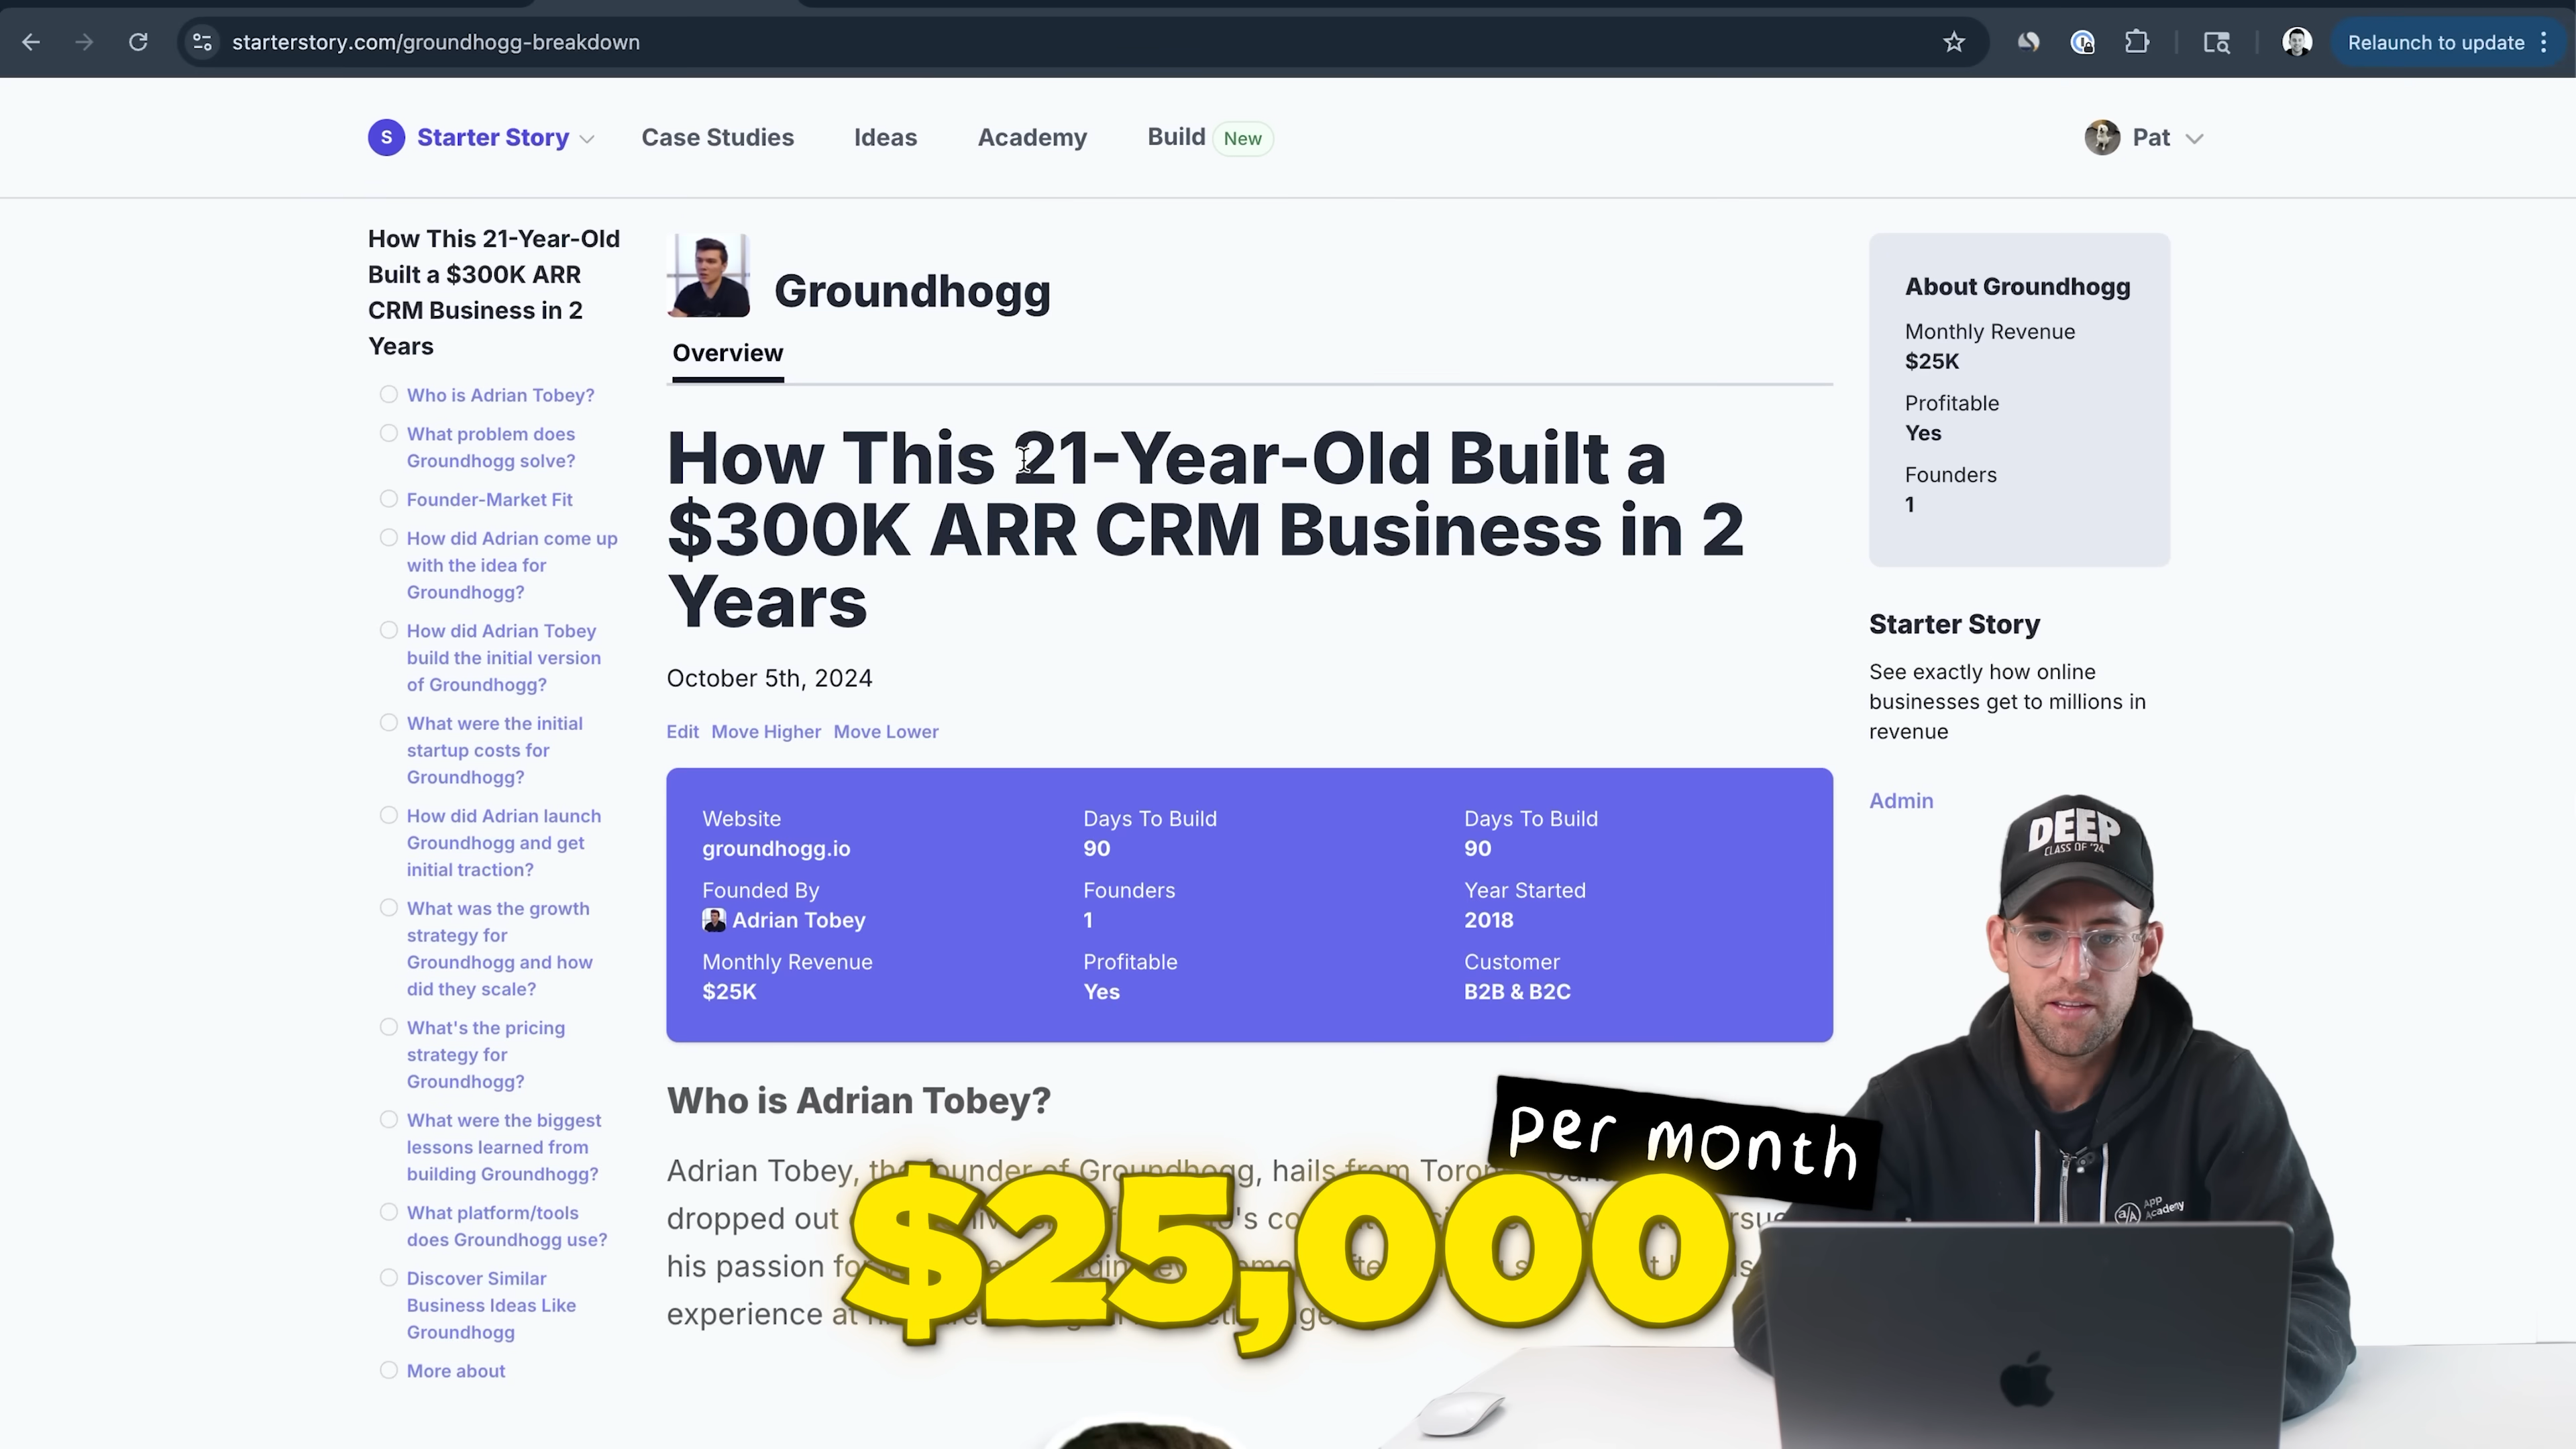 starterstory.com/groundhogg-breakdown
Relaunch to update
S Starter Story
Case Studies
Ideas
Academy
Build New
Pat
How This 21-Year-Old
Built a $300K ARR
CRM Business in 2
Years
Who is Adrian Tobey?
What problem does
Groundhogg solve?
Founder-Market Fit
How did Adrian come up
with the idea for
Groundhogg?
How did Adrian Tobey
build the initial version
of Groundhogg?
What were the initial
startup costs for
Groundhogg?
How did Adrian launch
Groundhogg and get
initial traction?
What was the growth
strategy for
Groundhogg and how
did they scale?
What's the pricing
strategy for
Groundhogg?
What were the biggest
lessons learned from
building Groundhogg?
What platform/tools
does Groundhogg use?
Discover Similar
Business Ideas Like
Groundhogg
More about
Groundhogg
Overview
How This 21-Year-Old Built a
$300K ARR CRM Business in 2
Years
October 5th, 2024
Edit Move Higher Move Lower
Website
groundhogg.io
Founded By
Adrian Tobey
Monthly Revenue
$25K
Days To Build
90
Founders
1
Profitable
Yes
Days To Build
90
Year Started
2018
Customer
B2B & B2C
Who is Adrian Tobey?
Adrian Tobey, the founder of Groundhogg, hails from
dropped out
his passion
experience at
per month
$25,000
About Groundhogg
Monthly Revenue
$25K
Profitable
Yes
Founders
1
Starter Story
See exactly how online
businesses get to millions in
revenue
Admin
DEEP
CLASS OF '24
a/A App
Academy